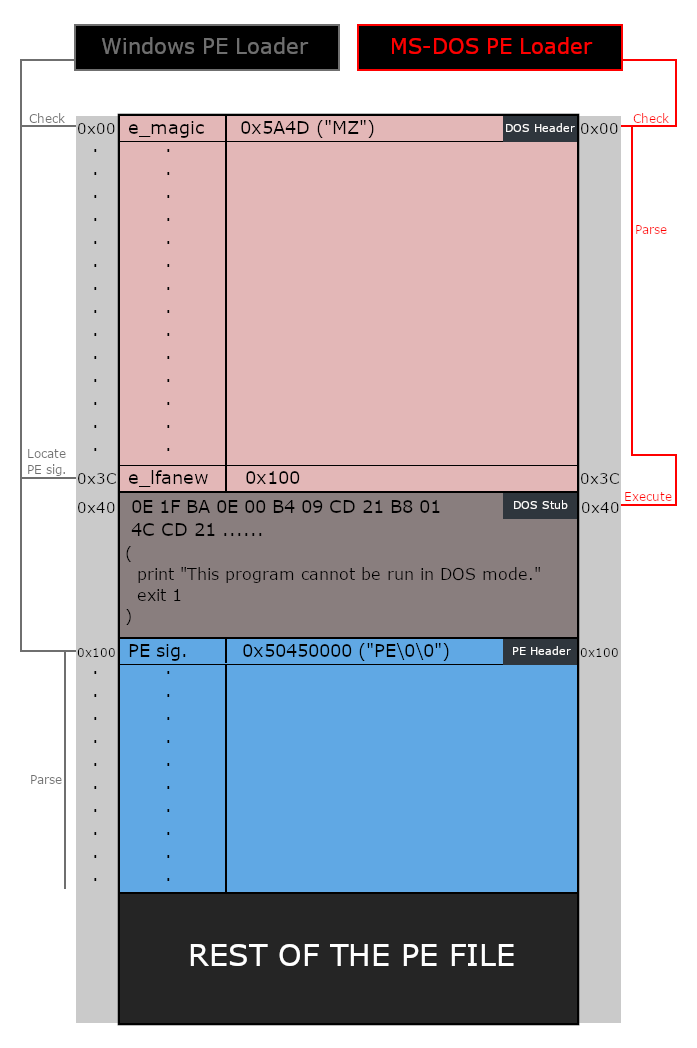 Windows PE Loader
MS-DOS PE Loader
Check
Check
0x00 e_magic 0x5A4D ("MZ") DOS Header 0x00
Parse
Locate
PE sig.
0x3C e_lfanew 0x100 0x3C
Execute
0x40 0E 1F BA 0E 00 B4 09 CD 21 B8 01 DOS Stub 0x40
4C CD 21 ......
(
print "This program cannot be run in DOS mode."
exit 1
)
0x100 PE sig. 0x50450000 ("PE\0\0") PE Header 0x100
Parse
REST OF THE PE FILE